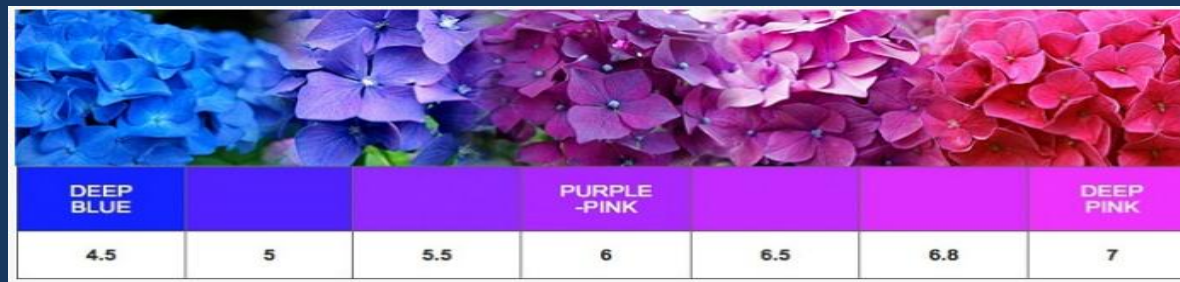 DEEP
BLUE
PURPLE
-PINK
DEEP
PINK
4.5 5 5.5 6 6.5 6.8 7